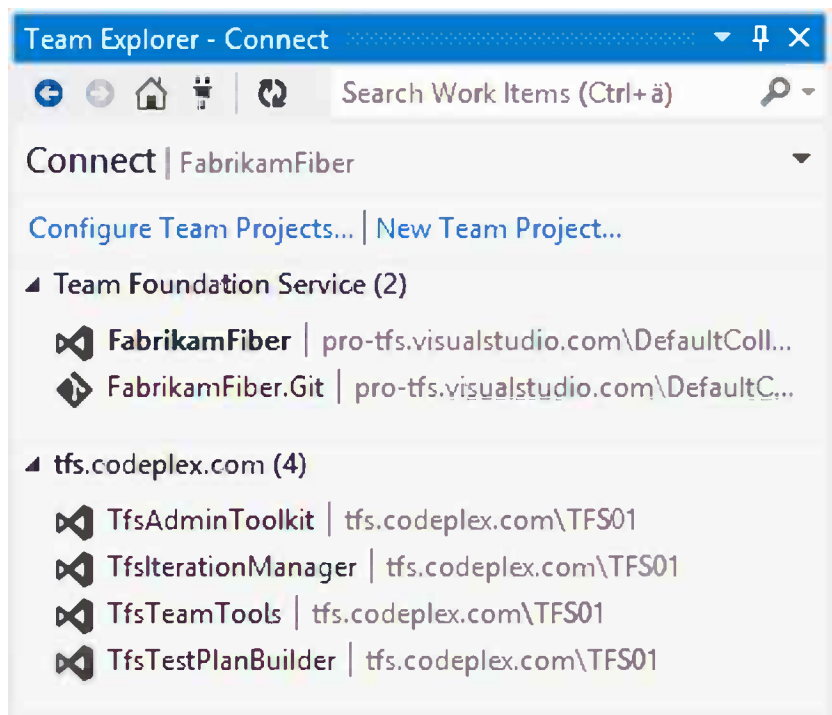 Team Explorer - Connect
Search Work Items (Ctrl+ä)
Connect | FabrikamFiber
Configure Team Projects... | New Team Project...
Team Foundation Service (2)
FabrikamFiber | pro-tfs.visualstudio.com\DefaultColl...
FabrikamFiber.Git | pro-tfs.visualstudio.com\DefaultC...
tfs.codeplex.com (4)
TfsAdminToolkit | tfs.codeplex.com\TFS01
TfsIterationManager | tfs.codeplex.com\TFS01
TfsTeamTools | tfs.codeplex.com\TFS01
TfsTestPlanBuilder | tfs.codeplex.com\TFS01